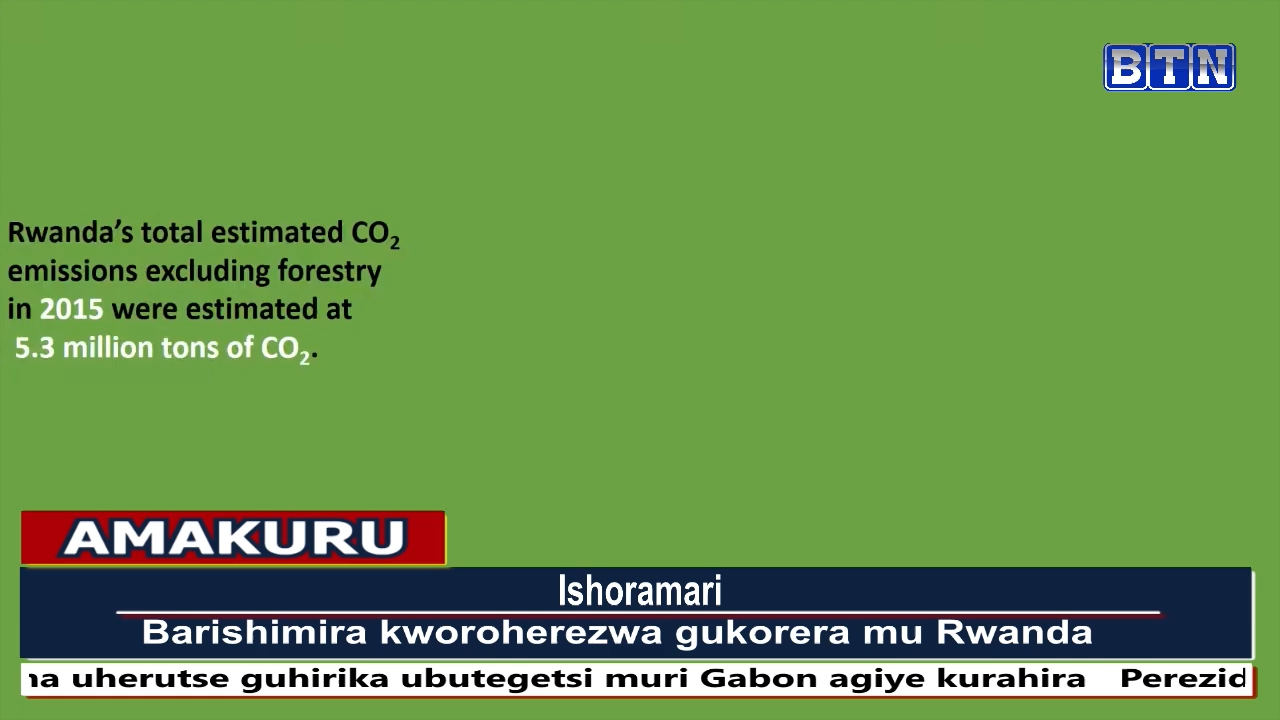 BTN
Rwanda's total estimated CO₂
emissions excluding forestry
in 2015 were estimated at
5.3 million tons of CO₂.
AMAKURU
Ishoramari
Barishimira kworoherezwa gukorera mu Rwanda
uherutse guhirika ubutegetsi muri Gabon agiye kurahira